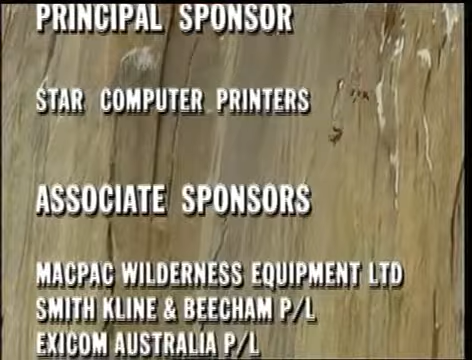 PRINCIPAL SPONSOR
STAR COMPUTER PRINTERS
ASSOCIATE SPONSORS
MACPAC WILDERNESS EQUIPMENT LTD
SMITH KLINE & BEECHAM P/L
EXICOM AUSTRALIA P/L